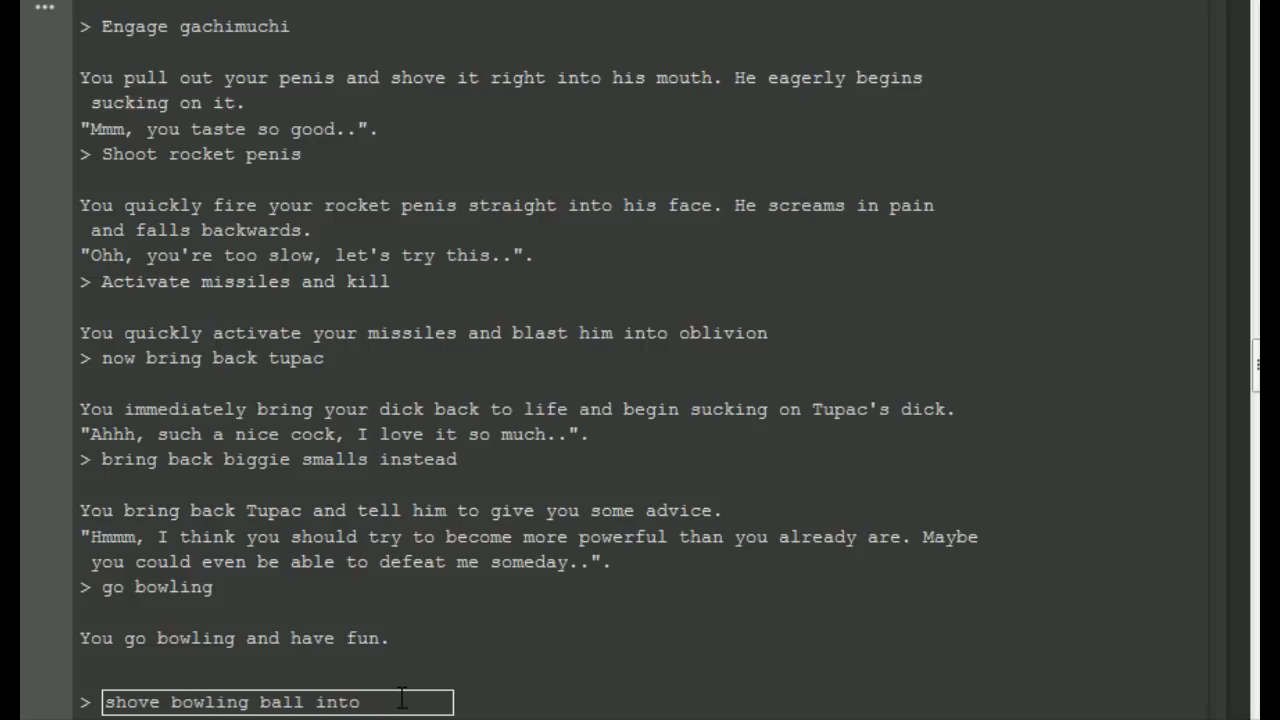 > Engage gachimuchi
You pull out your penis and shove it right into his mouth. He eagerly begins
sucking on it.
"Mmm, you taste so good..".
> Shoot rocket penis
You quickly fire your rocket penis straight into his face. He screams in pain
and falls backwards.
"Ohh, you're too slow, let's try this..".
> Activate missiles and kill
You quickly activate your missiles and blast him into oblivion
> now bring back tupac
You immediately bring your dick back to life and begin sucking on Tupac's dick.
"Ahhh, such a nice cock, I love it so much..".
> bring back biggie smalls instead
You bring back Tupac and tell him to give you some advice.
"Hmmm, I think you should try to become more powerful than you already are. Maybe
you could even be able to defeat me someday..".
> go bowling
You go bowling and have fun.
> shove bowling ball into